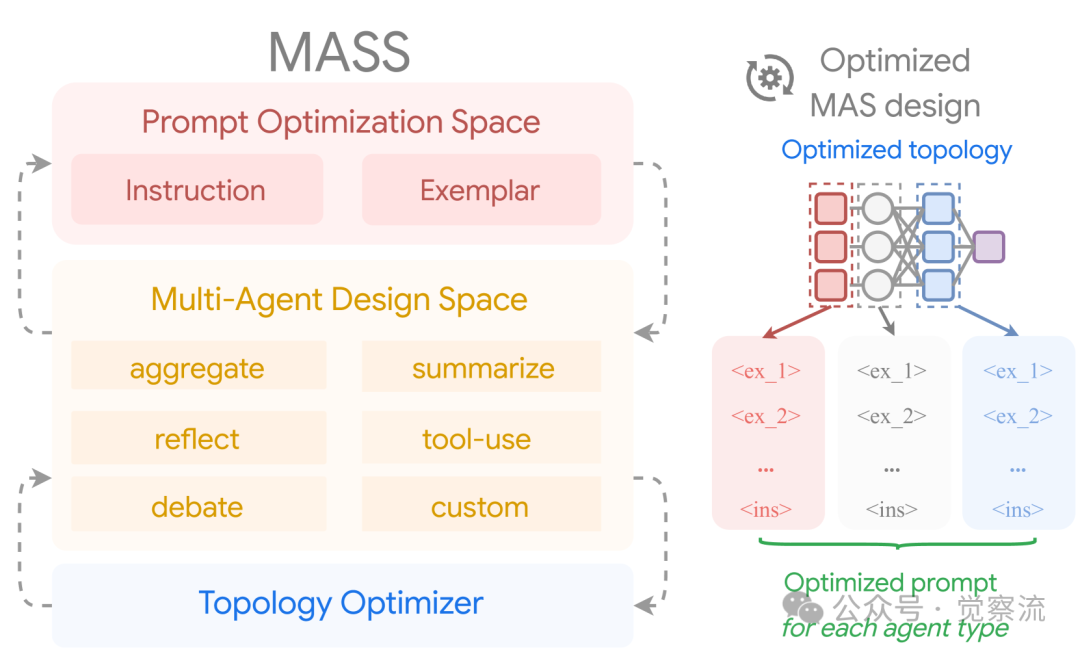 MASS
Prompt Optimization Space
Instruction
Exemplar
Multi-Agent Design Space
aggregate
summarize
reflect
tool-use
debate
custom
Topology Optimizer
Optimized
MAS design
Optimized topology
<ex_1>
<ex_2>
...
<ins>
<ex_1>
<ex_2>
...
<ins>
<ex_1>
<ex_2>
...
<ins>
Optimized prompt
for each agent type
公众号 · 觉察流